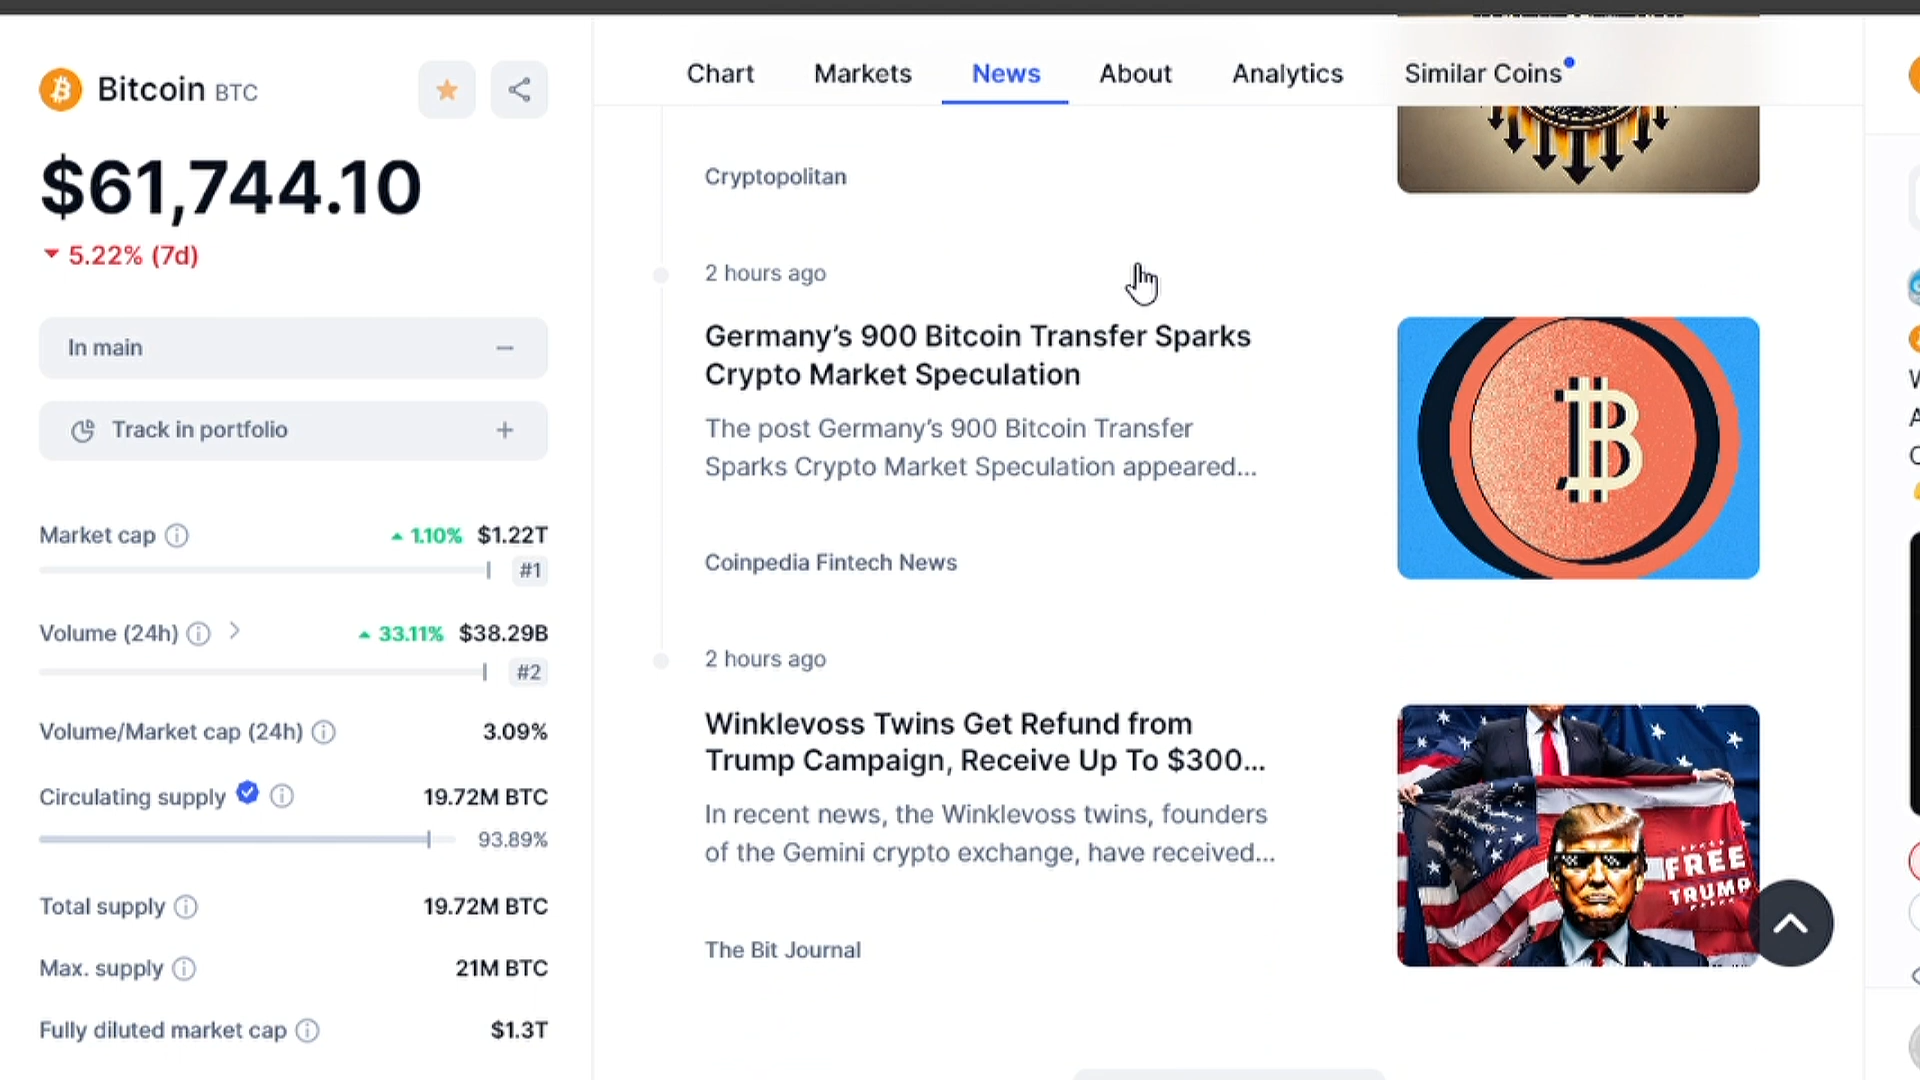 Bitcoin BTC
$61,744.10
5.22% (7d)
In main
Track in portfolio
Market cap
1.10% $1.22T
#1
Volume (24h)
33.11% $38.29B
#2
Volume/Market cap (24h)
3.09%
Circulating supply
19.72M BTC
93.89%
Total supply
19.72M BTC
Max. supply
21M BTC
Fully diluted market cap
$1.3T
Chart Markets News About Analytics Similar Coins
Cryptopolitan
2 hours ago
Germany’s 900 Bitcoin Transfer Sparks
Crypto Market Speculation
The post Germany’s 900 Bitcoin Transfer
Sparks Crypto Market Speculation appeared...
Coinpedia Fintech News
2 hours ago
Winklevoss Twins Get Refund from
Trump Campaign, Receive Up To $300...
In recent news, the Winklevoss twins, founders
of the Gemini crypto exchange, have received...
The Bit Journal
FREE
TRUMP